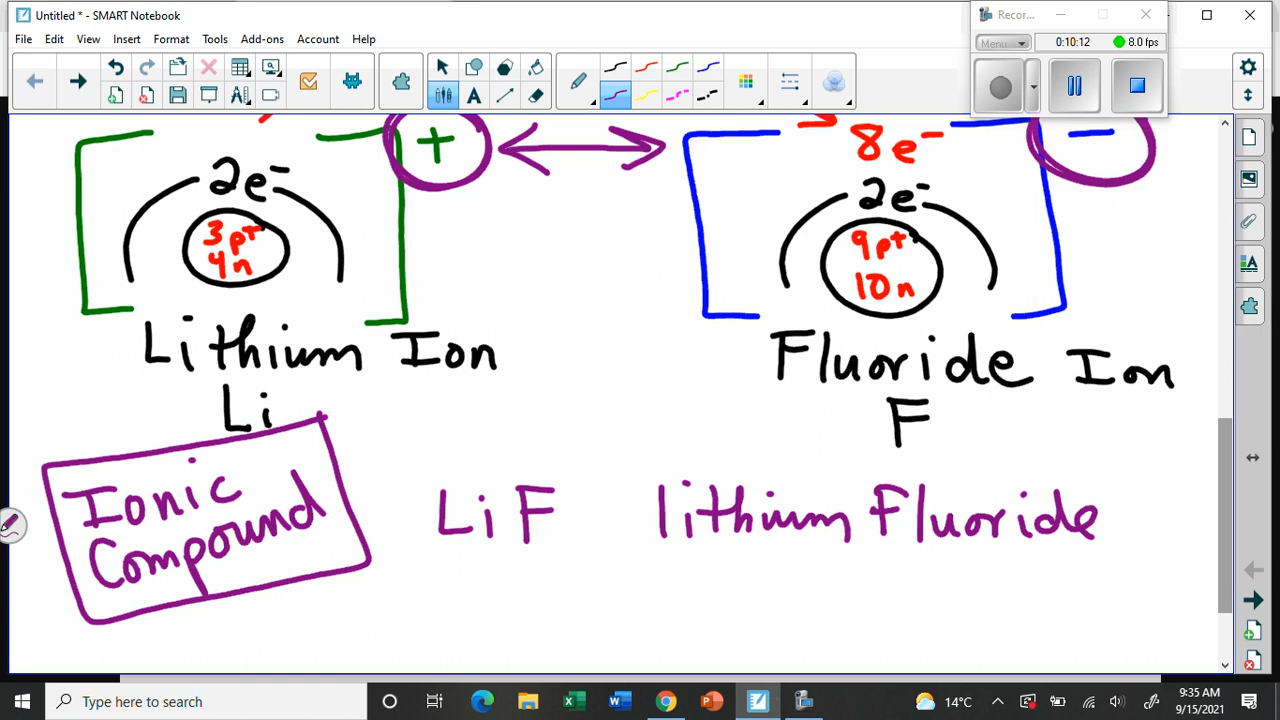 Untitled * - SMART Notebook
Recor...
File Edit View Insert Format Tools Add-ons Account Help
Menu 0:10:12 8.0 fps
+
8e-
-
2e-
2e-
3p+
4n
9p+
10n
Lithium Ion
Fluoride Ion
Li
F
Ionic
Compound
LiF lithium Fluoride
Type here to search
14°C
9:35 AM
9/15/2021